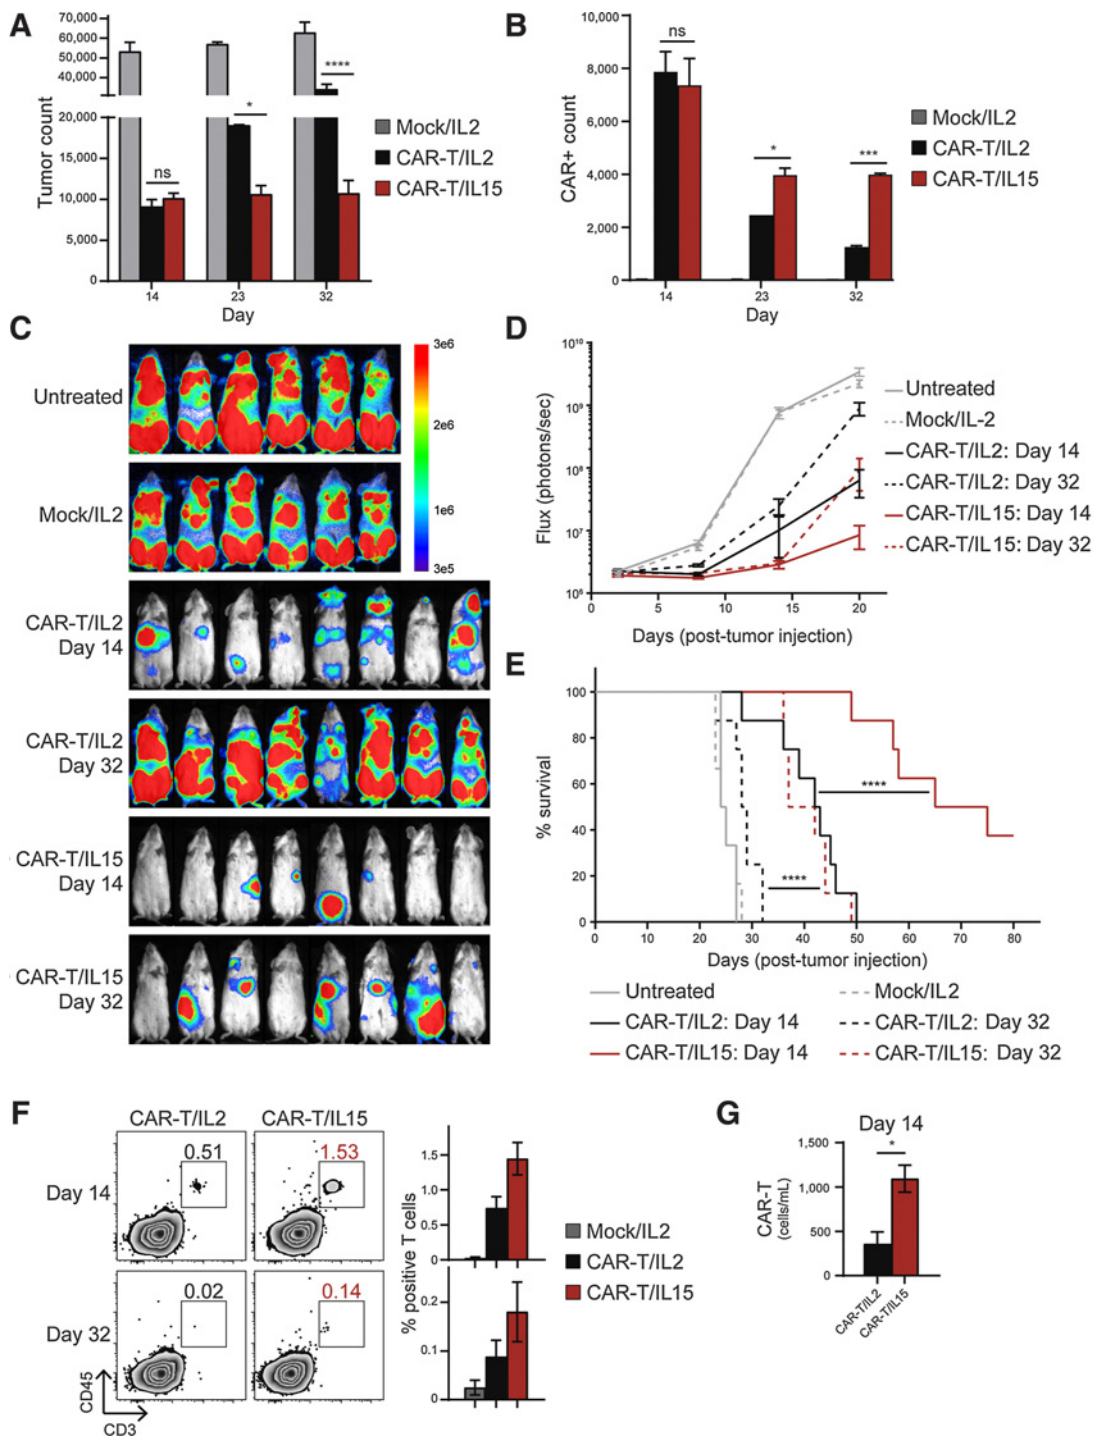 A
Tumor count
70,000
60,000
50,000
40,000
20,000
15,000
10,000
5,000
0
ns
*
****
14
23
32
Day
Mock/IL2
CAR-T/IL2
CAR-T/IL15
B
CAR+ count
10,000
8,000
6,000
4,000
2,000
0
ns
*
***
14
23
32
Day
Mock/IL2
CAR-T/IL2
CAR-T/IL15
C
Untreated
Mock/IL2
CAR-T/IL2
Day 14
CAR-T/IL2
Day 32
CAR-T/IL15
Day 14
CAR-T/IL15
Day 32
3e6
2e6
1e6
3e5
D
Flux (photons/sec)
10¹⁰
10⁹
10⁸
10⁷
10⁶
0
5
10
15
20
Days (post-tumor injection)
Untreated
Mock/IL-2
CAR-T/IL2: Day 14
CAR-T/IL2: Day 32
CAR-T/IL15: Day 14
CAR-T/IL15: Day 32
E
% survival
100
80
60
40
20
0
****
****
0
10
20
30
40
50
60
70
80
Days (post-tumor injection)
Untreated
Mock/IL2
CAR-T/IL2: Day 14
CAR-T/IL2: Day 32
CAR-T/IL15: Day 14
CAR-T/IL15: Day 32
F
CAR-T/IL2
CAR-T/IL15
Day 14
0.51
1.53
Day 32
0.02
0.14
CD45
CD3
% positive T cells
1.5
1.0
0.5
0.0
0.2
0.1
0
Mock/IL2
CAR-T/IL2
CAR-T/IL15
G
Day 14
CAR-T
(cells/mL)
1,500
1,000
500
0
*
CAR-T/IL2
CAR-T/IL15